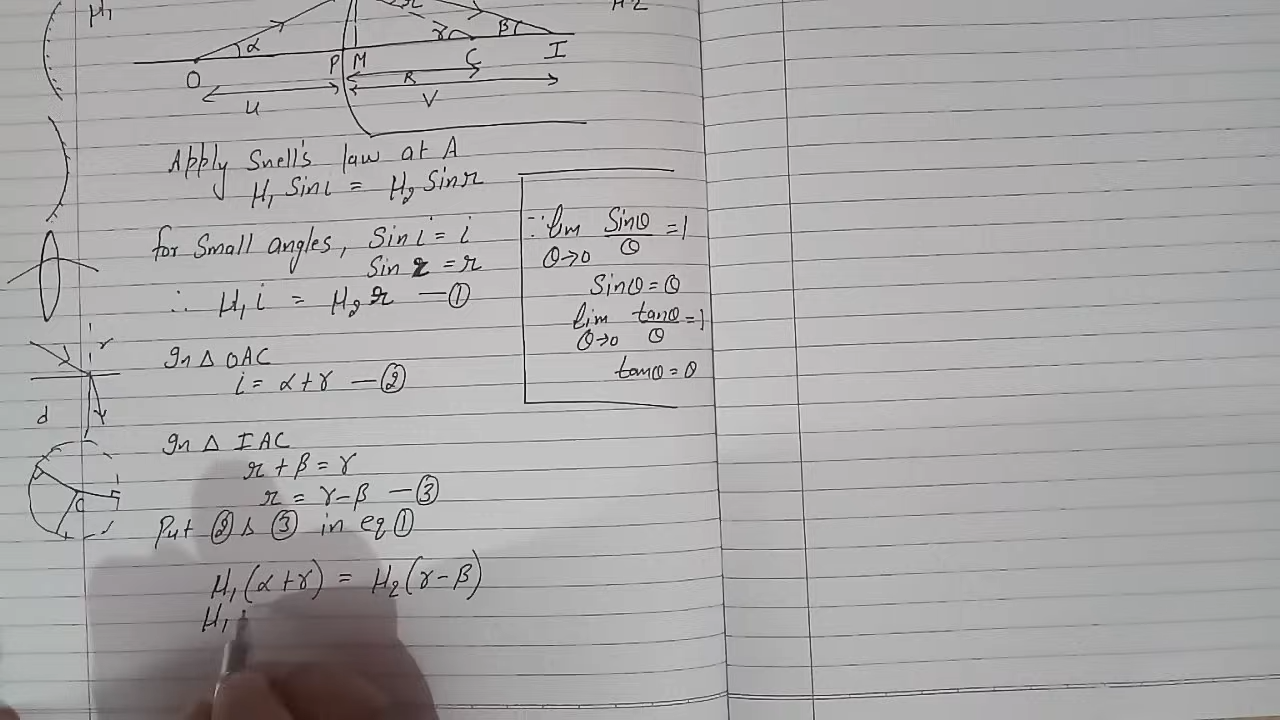 μ₁
α
γ
β
O
P
M
C
I
R
u
v
Apply Snell's law at A
μ₁ Sin i = μ₂ Sin r
for Small angles, Sin i = i
Sin r = r
∴ μ₁ i = μ₂ r —①
In Δ OAC
i = α+γ —②
In Δ IAC
r + β = γ
r = γ-β —③
Put ② & ③ in eq ①
μ₁(α+γ) = μ₂(γ-β)
μ₁
∵ lim Sinθ/θ = 1
θ→0
Sinθ = θ
lim tanθ/θ = 1
θ→0
tanθ = θ
r
d
C